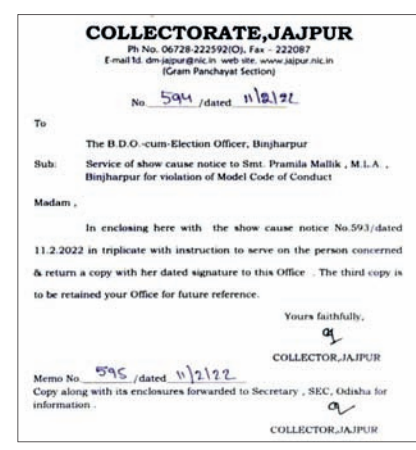 COLLECTORATE,JAJPUR
Ph No. 06728-222592(O), Fax - 222087
E-mail Id. dm-jajpur@nic.in web site. www.jajpur.nic.in
(Gram Panchayat Section)
No. 594 /dated 11/2/22
To
The B.D.O.-cum-Election Officer, Binjharpur
Sub: Service of show cause notice to Smt. Pramila Mallik , M.L.A. ,
Binjharpur for violation of Model Code of Conduct
Madam ,
In enclosing here with the show cause notice No.593/dated
11.2.2022 in triplicate with instruction to serve on the person concerned
& return a copy with her dated signature to this Office . The third copy is
to be retained your Office for future reference.
Yours faithfully,
COLLECTOR,JAJPUR
Memo No. 595 /dated 11/2/22
Copy along with its enclosures forwarded to Secretary , SEC, Odisha for
information .
COLLECTOR,JAJPUR